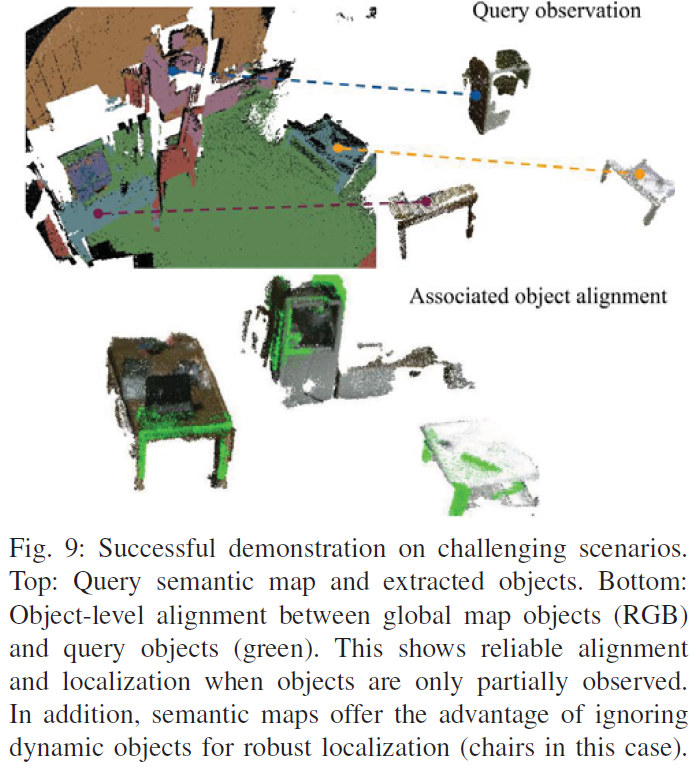 Query observation
Associated object alignment
Fig. 9: Successful demonstration on challenging scenarios.
Top: Query semantic map and extracted objects. Bottom:
Object-level alignment between global map objects (RGB)
and query objects (green). This shows reliable alignment
and localization when objects are only partially observed.
In addition, semantic maps offer the advantage of ignoring
dynamic objects for robust localization (chairs in this case).